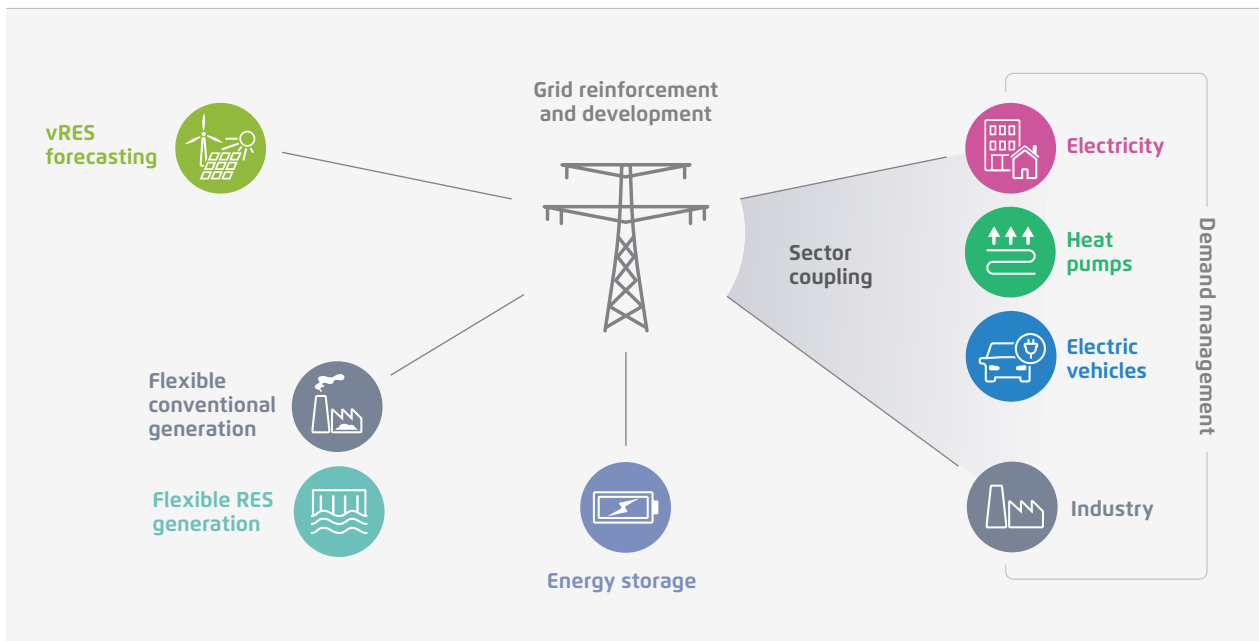 Grid reinforcement
and development
vRES
forecasting
Flexible
conventional
generation
Flexible RES
generation
Energy storage
Sector
coupling
Electricity
Heat
pumps
Electric
vehicles
Industry
Demand management